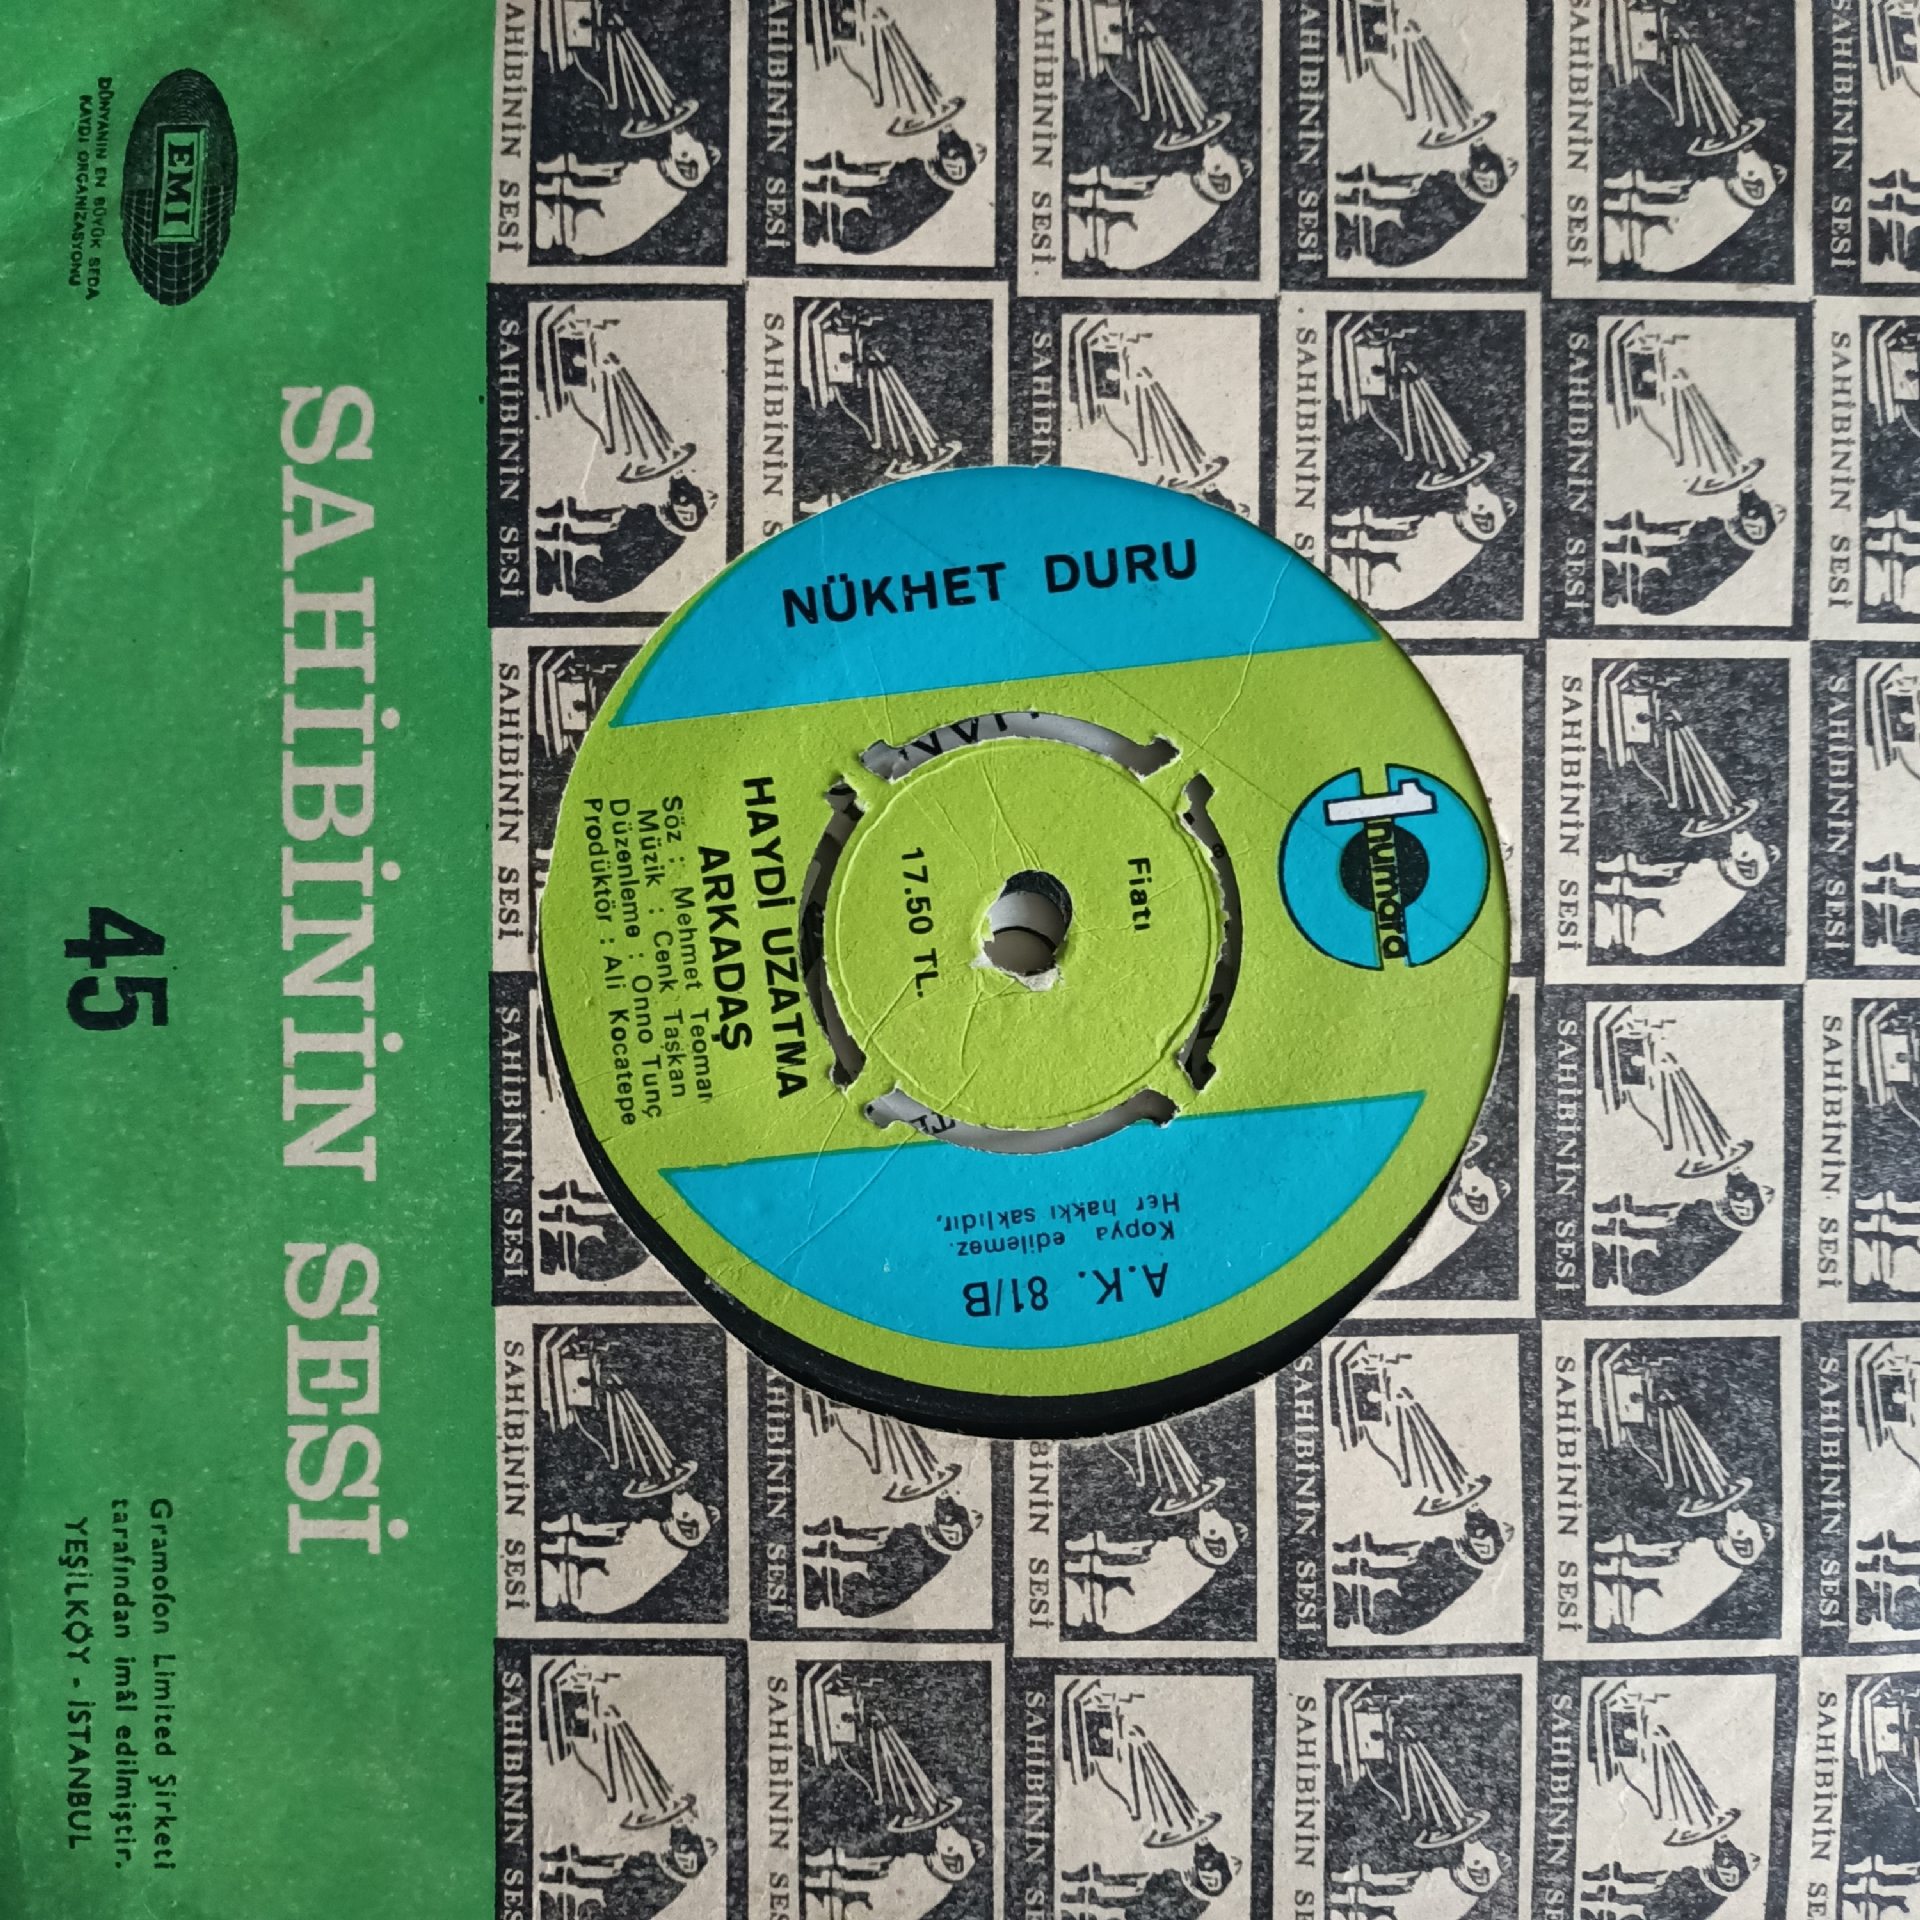 SAHİBİNİN SESİ
EMI
DÜNYANIN EN BÜYÜK SEDA
KAYDI ORGANİZASYONU
45
Gramofon Limited Şirketi
tarafından imâl edilmiştir.
YEŞİLKÖY - İSTANBUL
NÜKHET DURU
1 numara
Fiatı
17.50 TL.
HAYDİ UZATMA
ARKADAŞ
Söz : Mehmet Teoman
Müzik : Cenk Taşkan
Düzenleme : Onno Tunç
Prodüktör : Ali Kocatepe
Her hakkı saklıdır,
Kopya edilemez.
A.K. 81/B
SAHİBİNİN SESİ